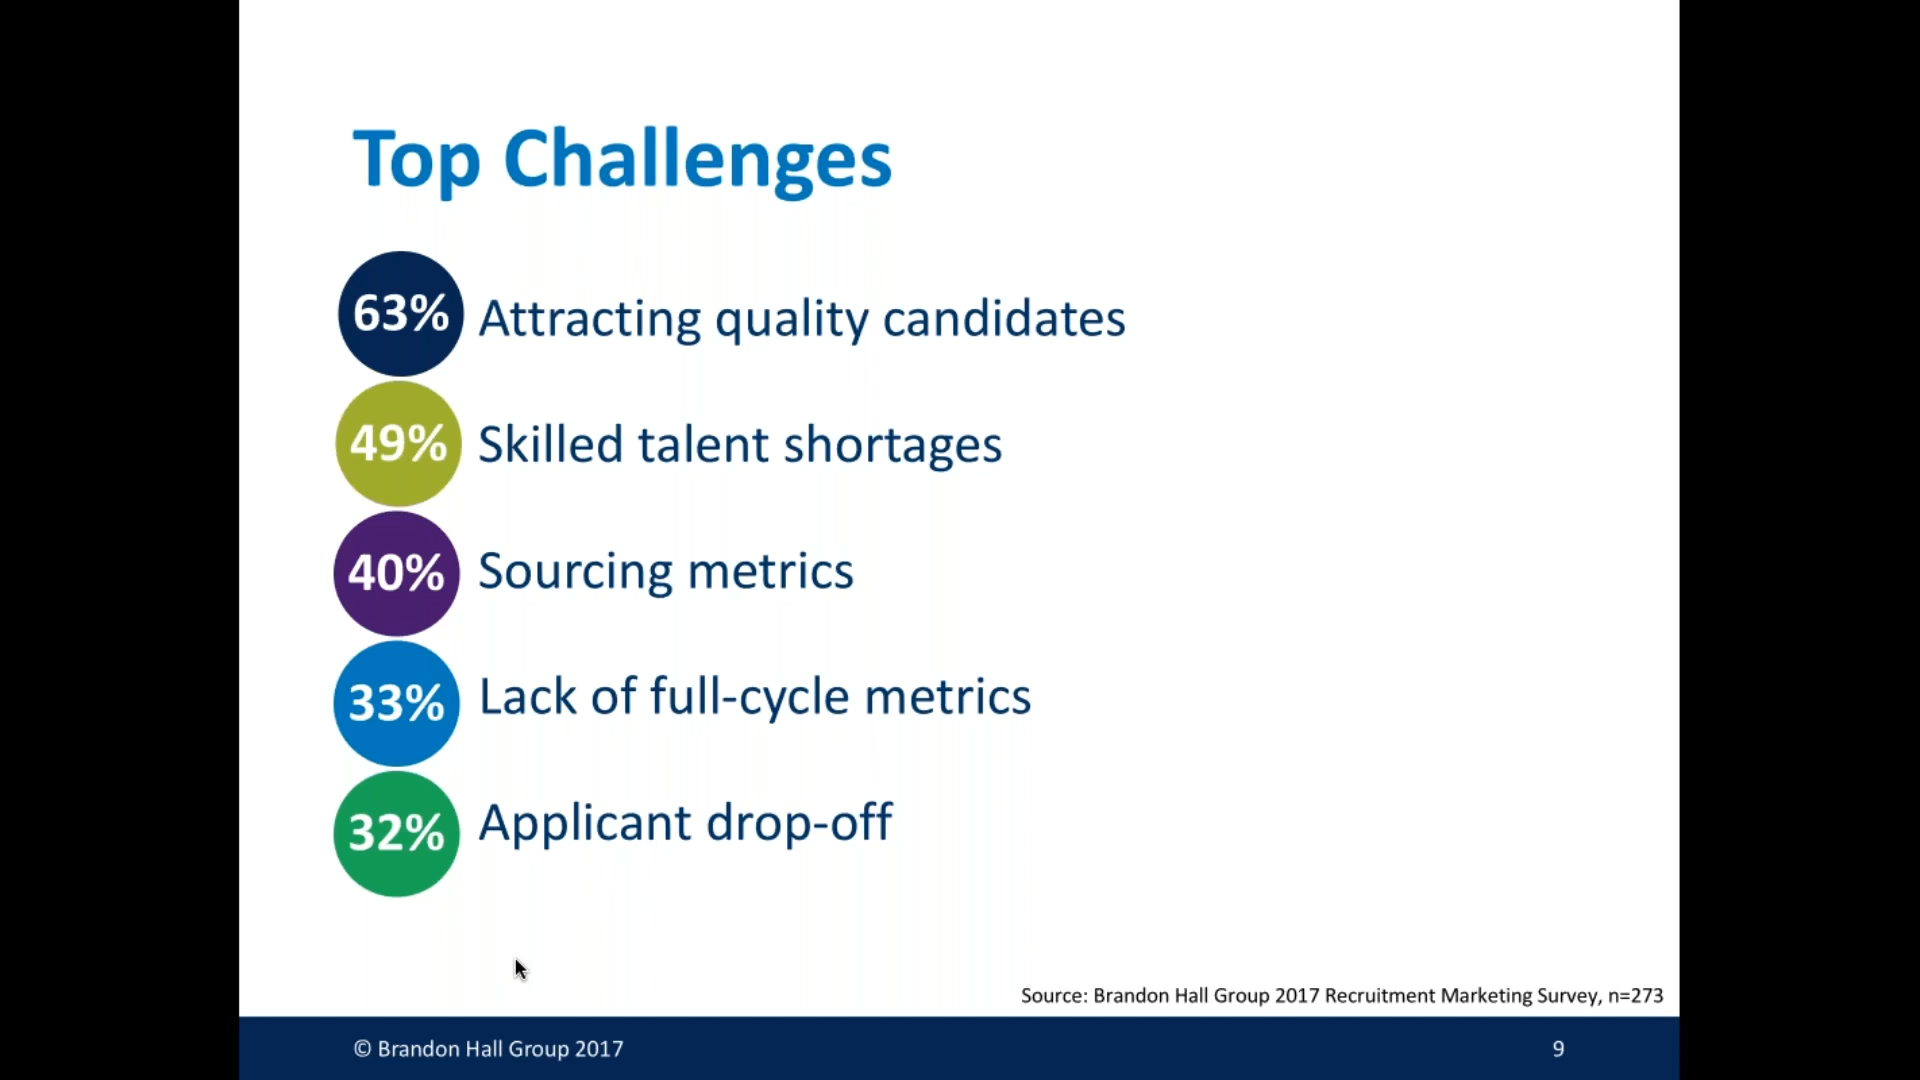 Top Challenges
63% Attracting quality candidates
49% Skilled talent shortages
40% Sourcing metrics
33% Lack of full-cycle metrics
32% Applicant drop-off
Source: Brandon Hall Group 2017 Recruitment Marketing Survey, n=273
© Brandon Hall Group 2017 9